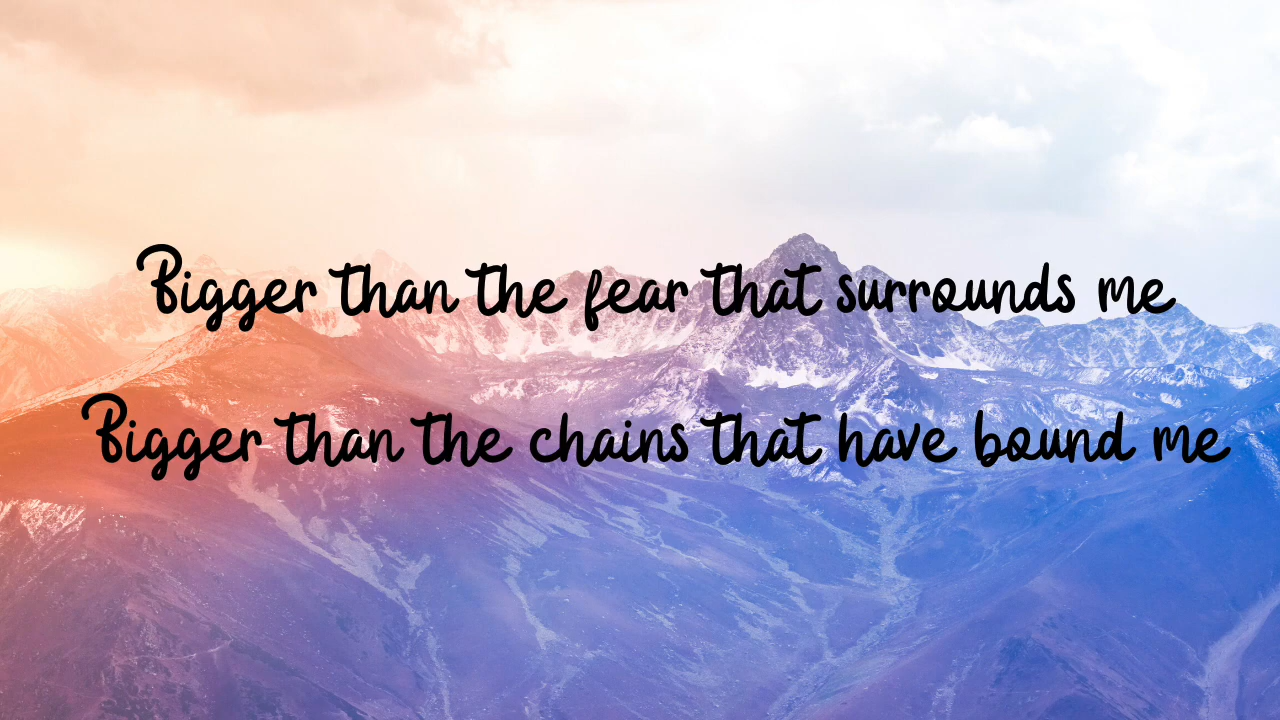 Bigger than the fear that surrounds me
Bigger than the chains that have bound me